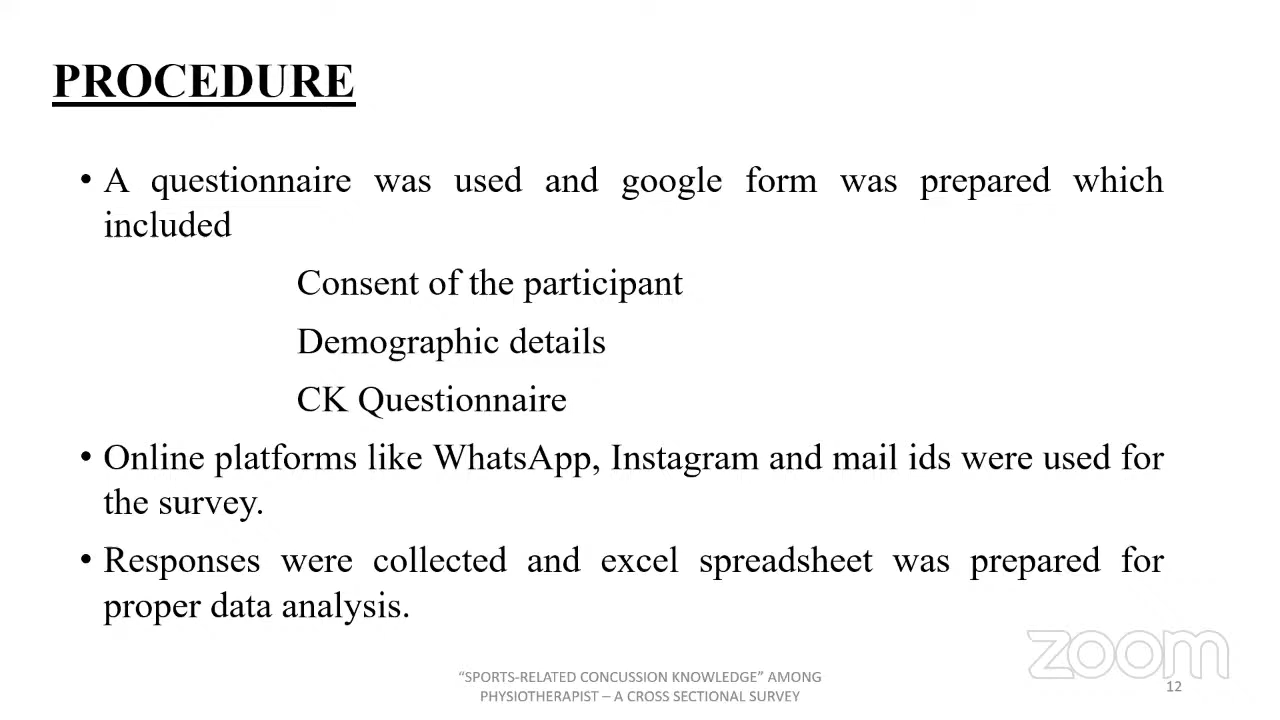 PROCEDURE
• A questionnaire was used and google form was prepared which
included
Consent of the participant
Demographic details
CK Questionnaire
• Online platforms like WhatsApp, Instagram and mail ids were used for
the survey.
• Responses were collected and excel spreadsheet was prepared for
proper data analysis.
zoom
“SPORTS-RELATED CONCUSSION KNOWLEDGE” AMONG
PHYSIOTHERAPIST – A CROSS SECTIONAL SURVEY
12